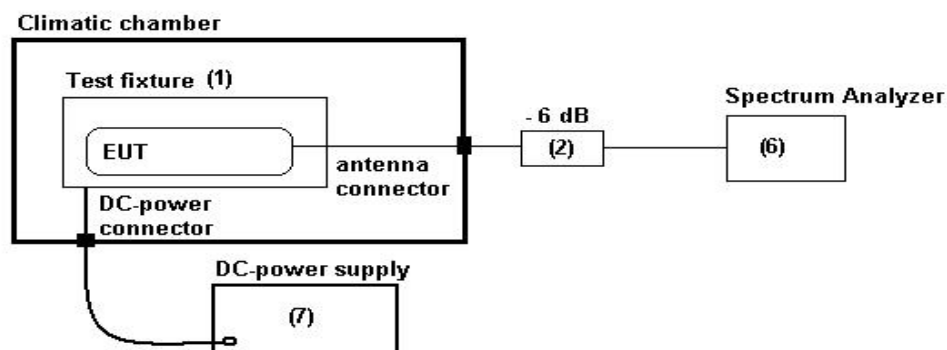 Climatic chamber
Test fixture (1)
EUT
antenna
connector
DC-power
connector
- 6 dB
(2)
Spectrum Analyzer
(6)
DC-power supply
(7)